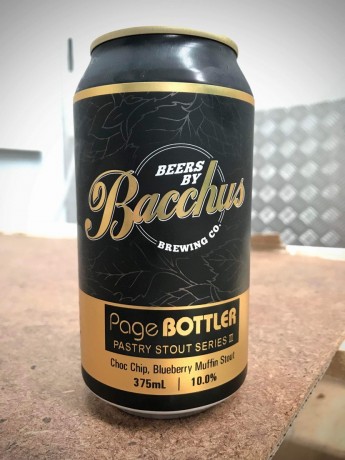 BEERS
BY
Bacchus
BREWING CO.
Page BOTTLER
PASTRY STOUT SERIES III
Choc Chip, Blueberry Muffin Stout
375mL | 10.0%